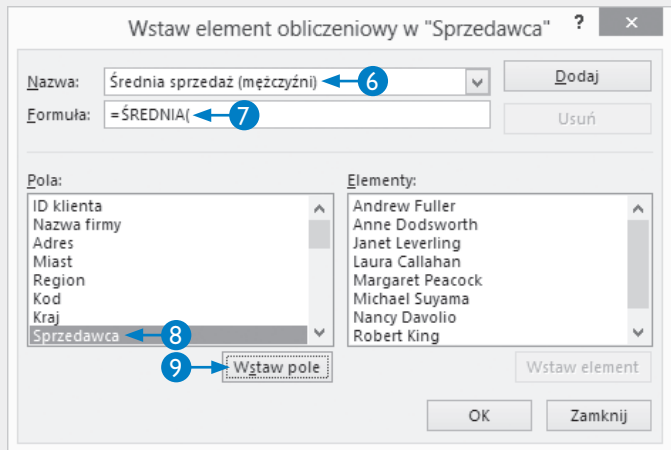 Wstaw element obliczeniowy w "Sprzedawca" ? ×
Nazwa: Średnia sprzedaż (mężczyźni) 6 Dodaj
Formuła: =ŚREDNIA( 7 Usuń
Pola:
ID klienta
Nazwa firmy
Adres
Miast
Region
Kod
Kraj
Sprzedawca 8
9 Wstaw pole
Elementy:
Andrew Fuller
Anne Dodsworth
Janet Leverling
Laura Callahan
Margaret Peacock
Michael Suyama
Nancy Davolio
Robert King
Wstaw element
OK Zamknij